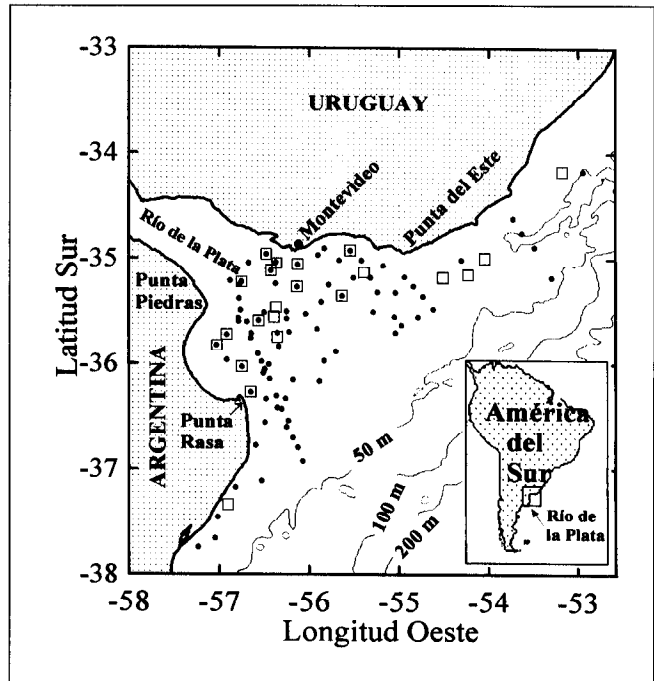 -33
-34
-35
-36
-37
-38
Latitud Sur
-58
-57
-56
-55
-54
-53
Longitud Oeste
URUGUAY
Montevideo
Punta del Este
Río de la Plata
Punta
Piedras
ARGENTINA
Punta
Rasa
50 m
100 m
200 m
América
del
Sur
Río de
la Plata